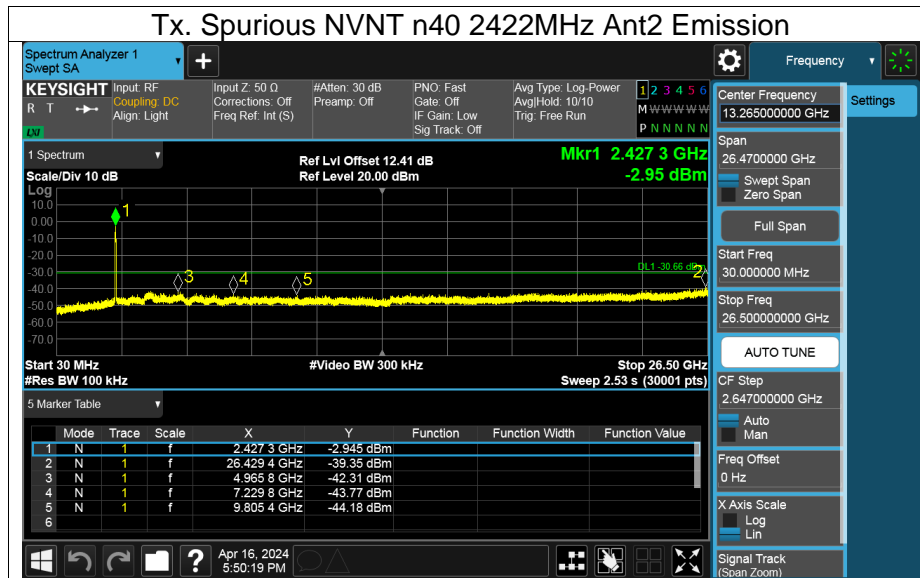 Tx. Spurious NVNT n40 2422MHz Ant2 Emission
Spectrum Analyzer 1
Swept SA
+
Frequency
KEYSIGHT
R T
LXI
Input: RF
Coupling: DC
Align: Light
Input Z: 50 Ω
Corrections: Off
Freq Ref: Int (S)
#Atten: 30 dB
Preamp: Off
PNO: Fast
Gate: Off
IF Gain: Low
Sig Track: Off
Avg Type: Log-Power
Avg|Hold: 10/10
Trig: Free Run
1 2 3 4 5 6
M W W W W W
P N N N N N
1 Spectrum
Scale/Div 10 dB
Ref Lvl Offset 12.41 dB
Ref Level 20.00 dBm
Mkr1 2.427 3 GHz
-2.95 dBm
Log
10.0
0.00
-10.0
-20.0
-30.0
-40.0
-50.0
-60.0
-70.0
1
3
4
5
2
DL1 -30.66 dBm
Start 30 MHz
#Res BW 100 kHz
#Video BW 300 kHz
Stop 26.50 GHz
Sweep 2.53 s (30001 pts)
5 Marker Table
Mode Trace Scale X Y Function Function Width Function Value
1 N 1 f 2.427 3 GHz -2.945 dBm
2 N 1 f 26.429 4 GHz -39.35 dBm
3 N 1 f 4.965 8 GHz -42.31 dBm
4 N 1 f 7.229 8 GHz -43.77 dBm
5 N 1 f 9.805 4 GHz -44.18 dBm
6
?
Apr 16, 2024
5:50:19 PM
Center Frequency
13.265000000 GHz
Settings
Span
26.4700000 GHz
Swept Span
Zero Span
Full Span
Start Freq
30.000000 MHz
Stop Freq
26.500000000 GHz
AUTO TUNE
CF Step
2.647000000 GHz
Auto
Man
Freq Offset
0 Hz
X Axis Scale
Log
Lin
Signal Track
(Span Zoom)